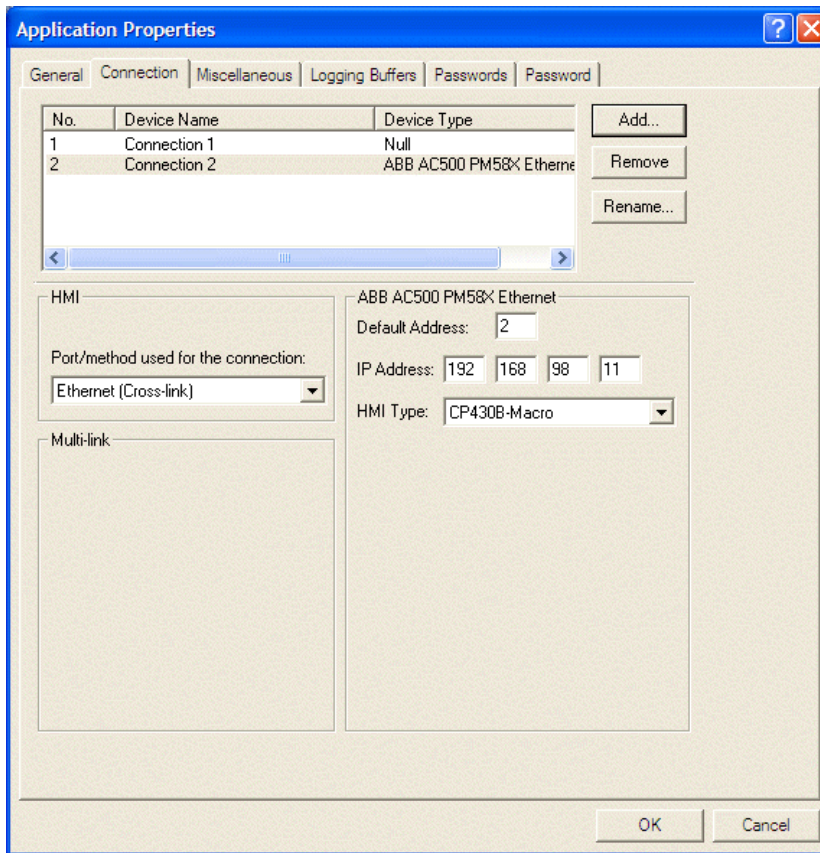 Application Properties
General Connection Miscellaneous Logging Buffers Passwords Password
No. Device Name Device Type
1 Connection 1 Null
2 Connection 2 ABB AC500 PM58X Etherne
Add...
Remove
Rename...
HMI
Port/method used for the connection:
Ethernet (Cross-link)
Multi-link
ABB AC500 PM58X Ethernet
Default Address: 2
IP Address: 192 168 98 11
HMI Type: CP430B-Macro
OK Cancel